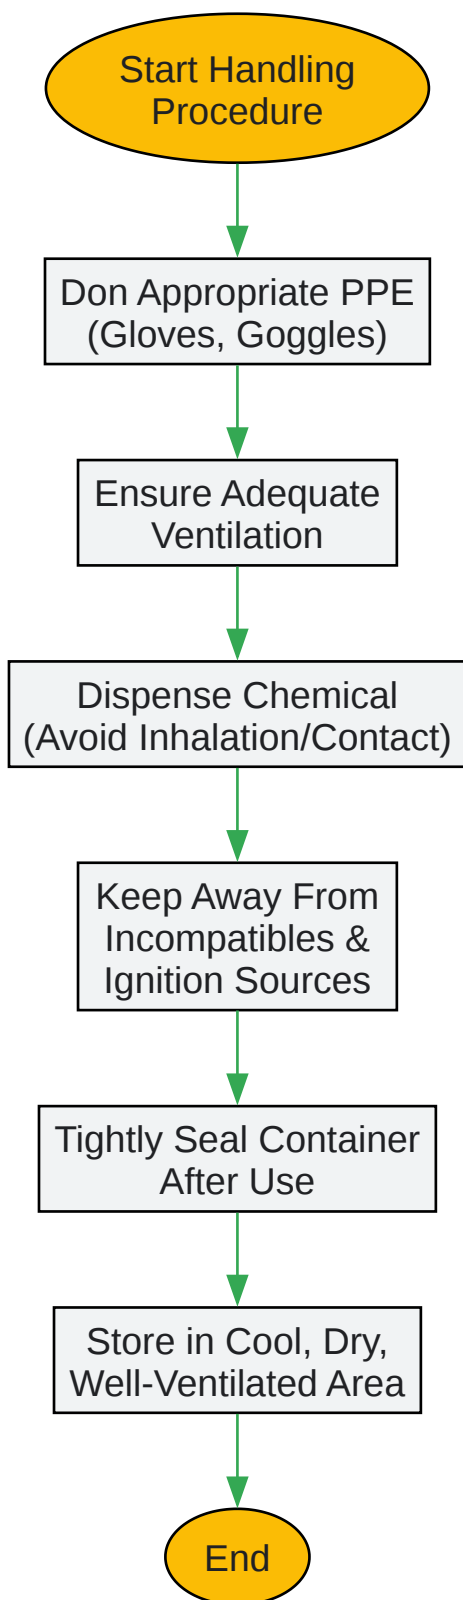 Start Handling
Procedure
Don Appropriate PPE
(Gloves, Goggles)
Ensure Adequate
Ventilation
Dispense Chemical
(Avoid Inhalation/Contact)
Keep Away From
Incompatibles &
Ignition Sources
Tightly Seal Container
After Use
Store in Cool, Dry,
Well-Ventilated Area
End